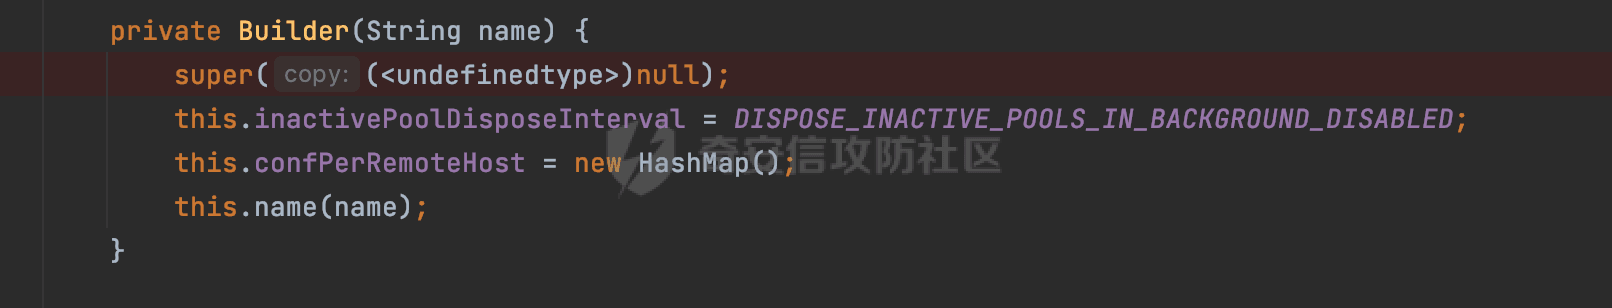 private Builder(String name) {
super( copy: (<undefinedtype>)null);
this.inactivePoolDisposeInterval = DISPOSE_INACTIVE_POOLS_IN_BACKGROUND_DISABLED;
this.confPerRemoteHost = new HashMap();
奇安信攻防社区
this.name(name);
}